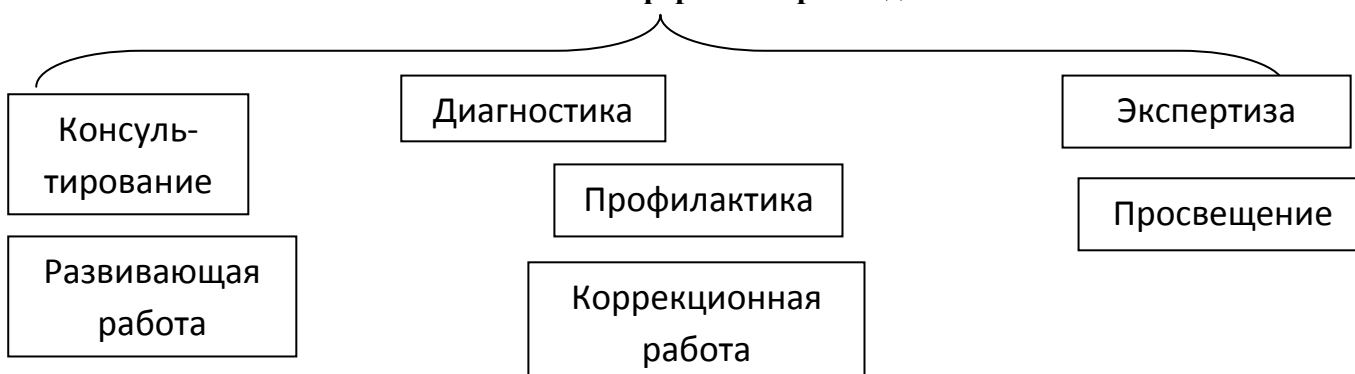 Консуль-
тирование
Диагностика
Экспертиза
Профилактика
Просвещение
Развивающая
работа
Коррекционная
работа